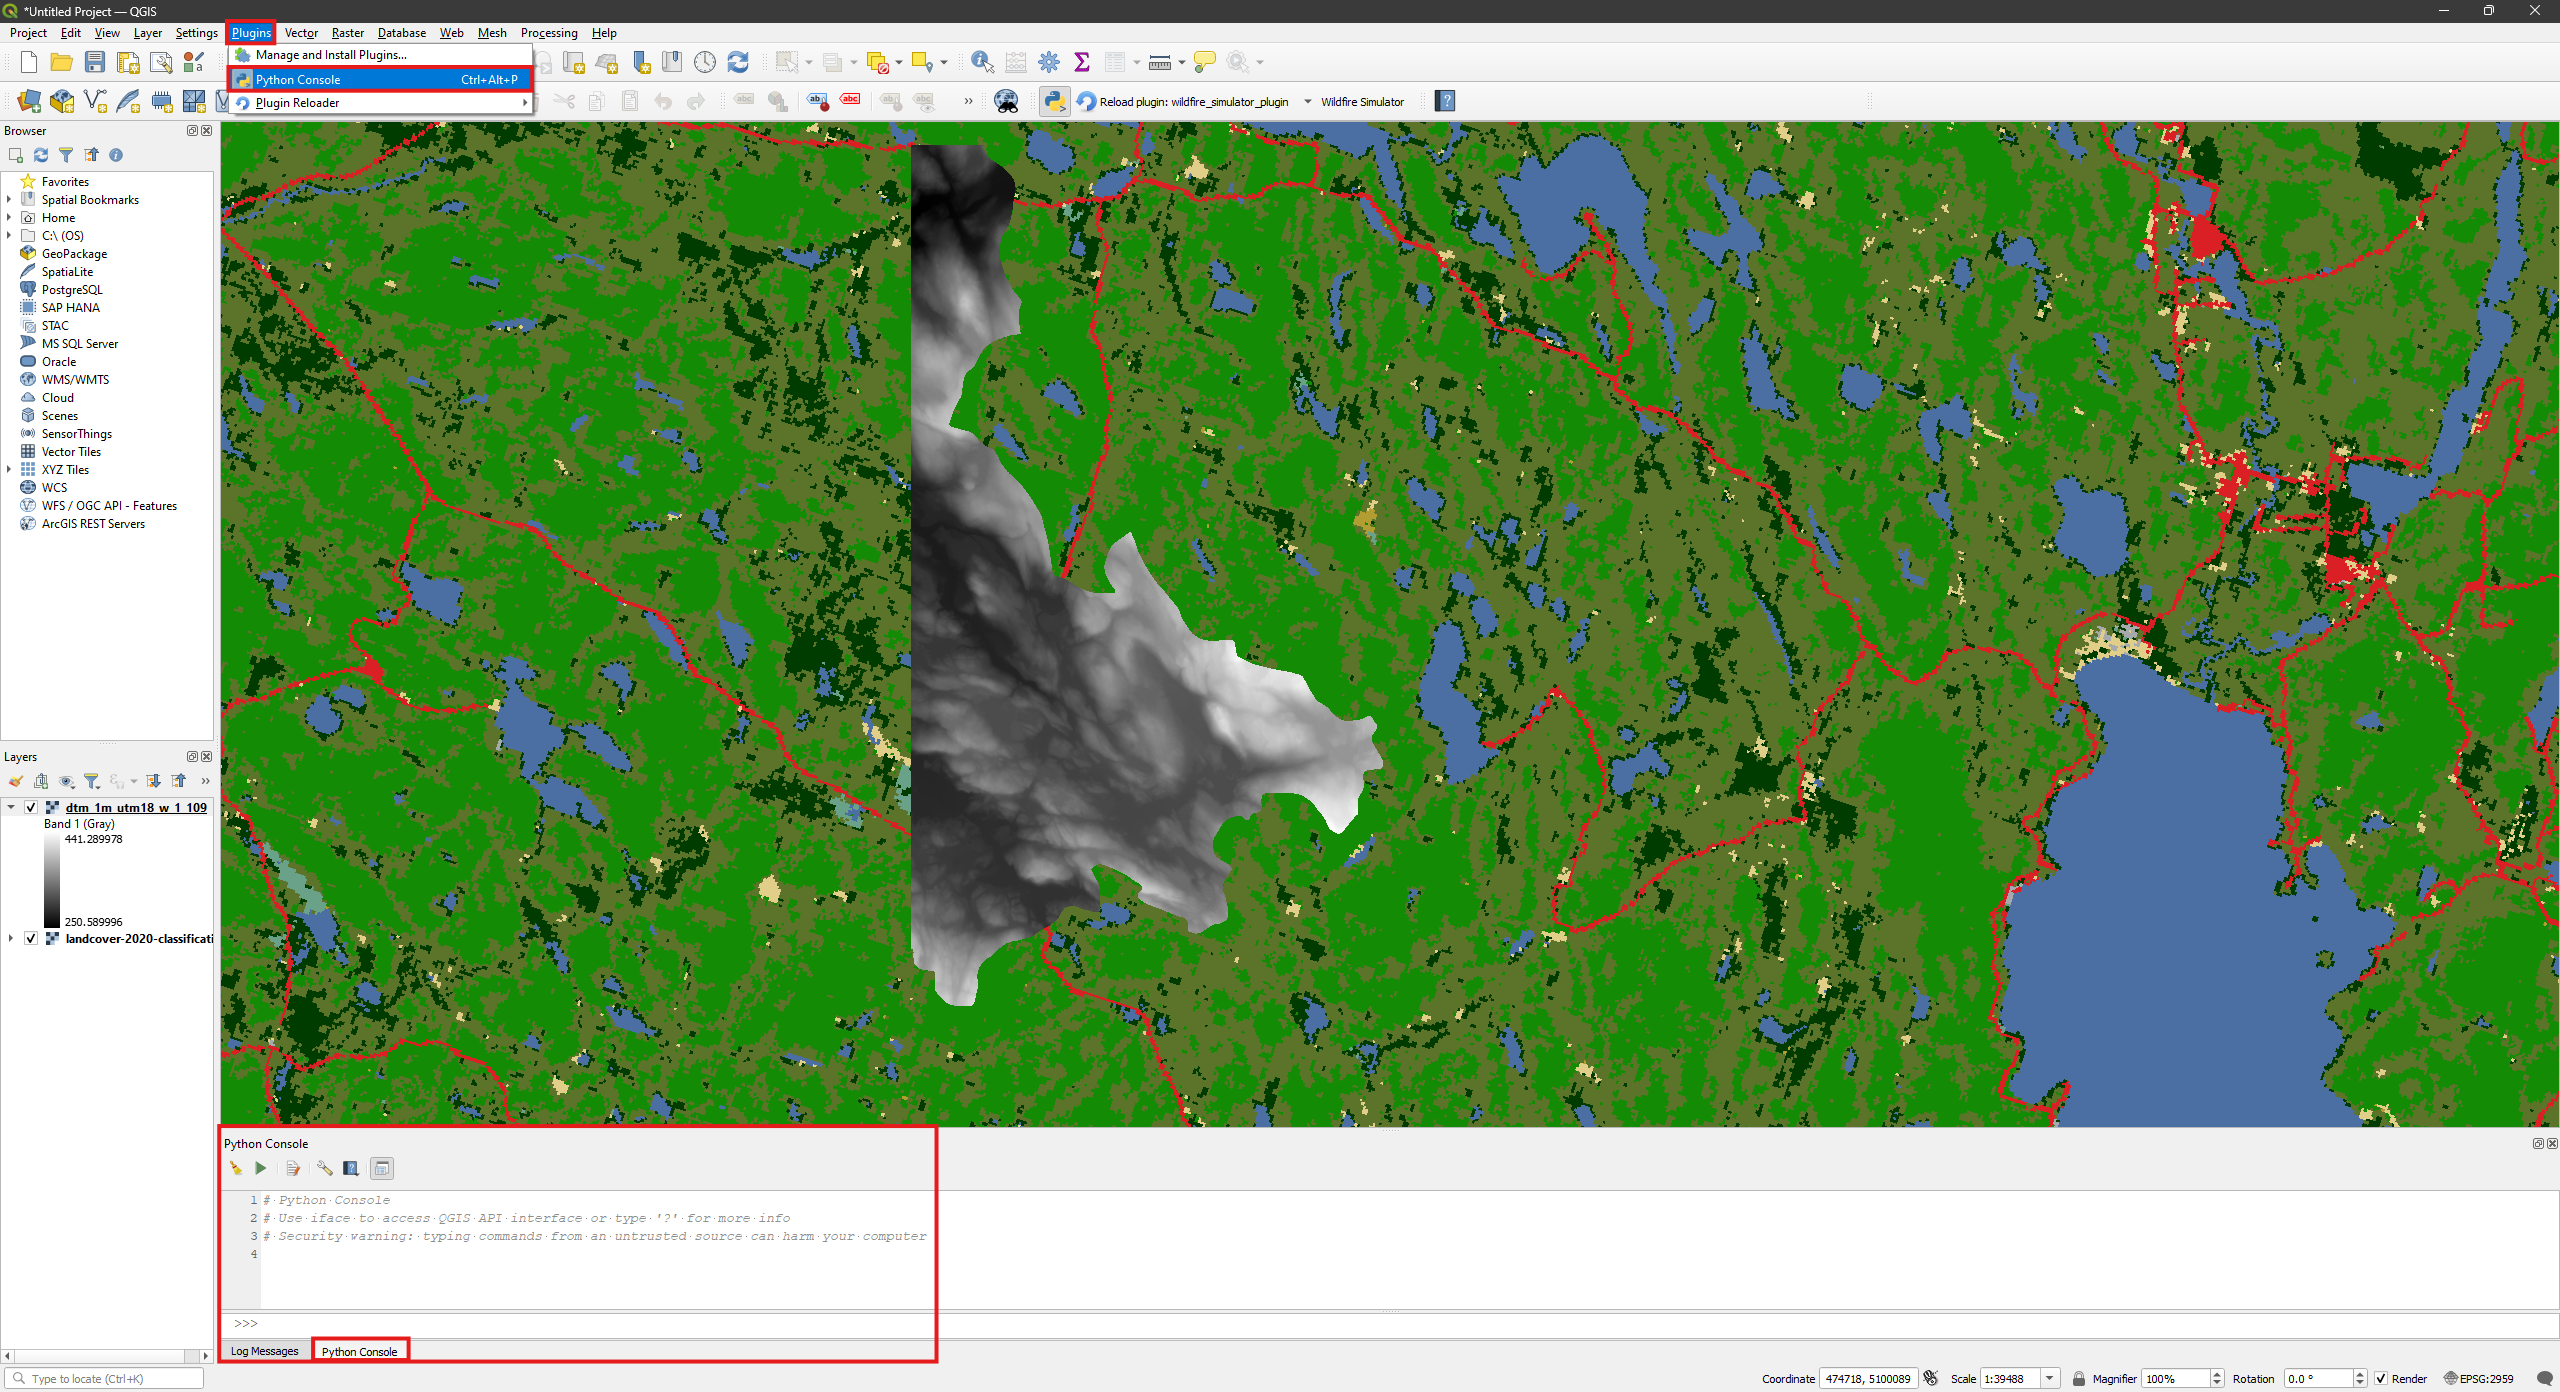 *Untitled Project — QGIS
Project Edit View Layer Settings Plugins Vector Raster Database Web Mesh Processing Help
Manage and Install Plugins...
Python Console Ctrl+Alt+P
Plugin Reloader
abc abc abc abc abc » Reload plugin: wildfire_simulator_plugin Wildfire Simulator
Browser
Favorites
Spatial Bookmarks
Home
C:\ (OS)
GeoPackage
SpatiaLite
PostgreSQL
SAP HANA
STAC
MS SQL Server
Oracle
WMS/WMTS
Cloud
Scenes
SensorThings
Vector Tiles
XYZ Tiles
WCS
WFS / OGC API - Features
ArcGIS REST Servers
Layers
»
dtm_1m_utm18_w_1_109
Band 1 (Gray)
441.289978
250.589996
landcover-2020-classificati
Python Console
1 # Python Console
2 # Use iface to access QGIS API interface or type '?' for more info
3 # Security warning: typing commands from an untrusted source can harm your computer
4
>>>
Log Messages Python Console
Type to locate (Ctrl+K) Coordinate 474718, 5100089 Scale 1:39488 Magnifier 100% Rotation 0.0 ° Render EPSG:2959